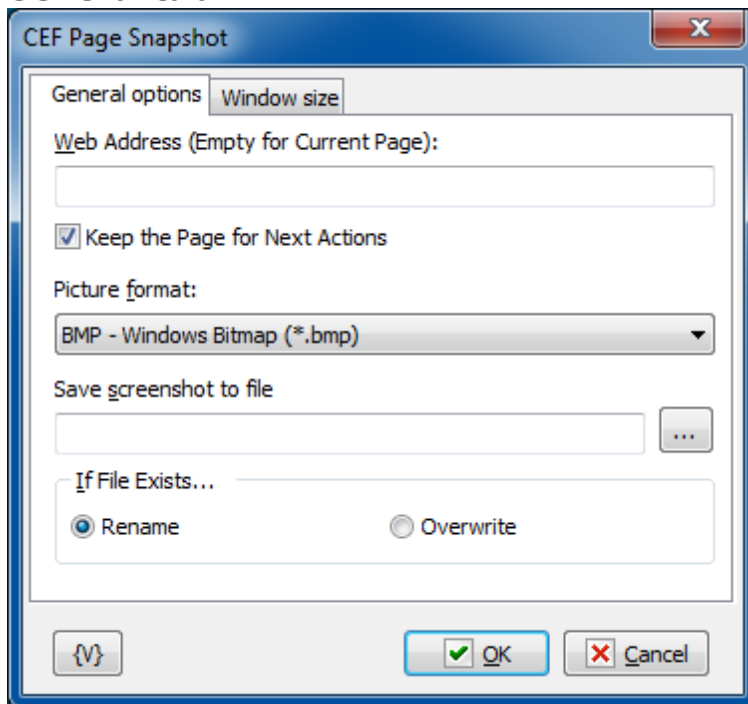 CEF Page Snapshot
General options Window size
Web Address (Empty for Current Page):
Keep the Page for Next Actions
Picture format:
BMP - Windows Bitmap (*.bmp)
Save screenshot to file
...
If File Exists...
Rename Overwrite
{V} OK Cancel